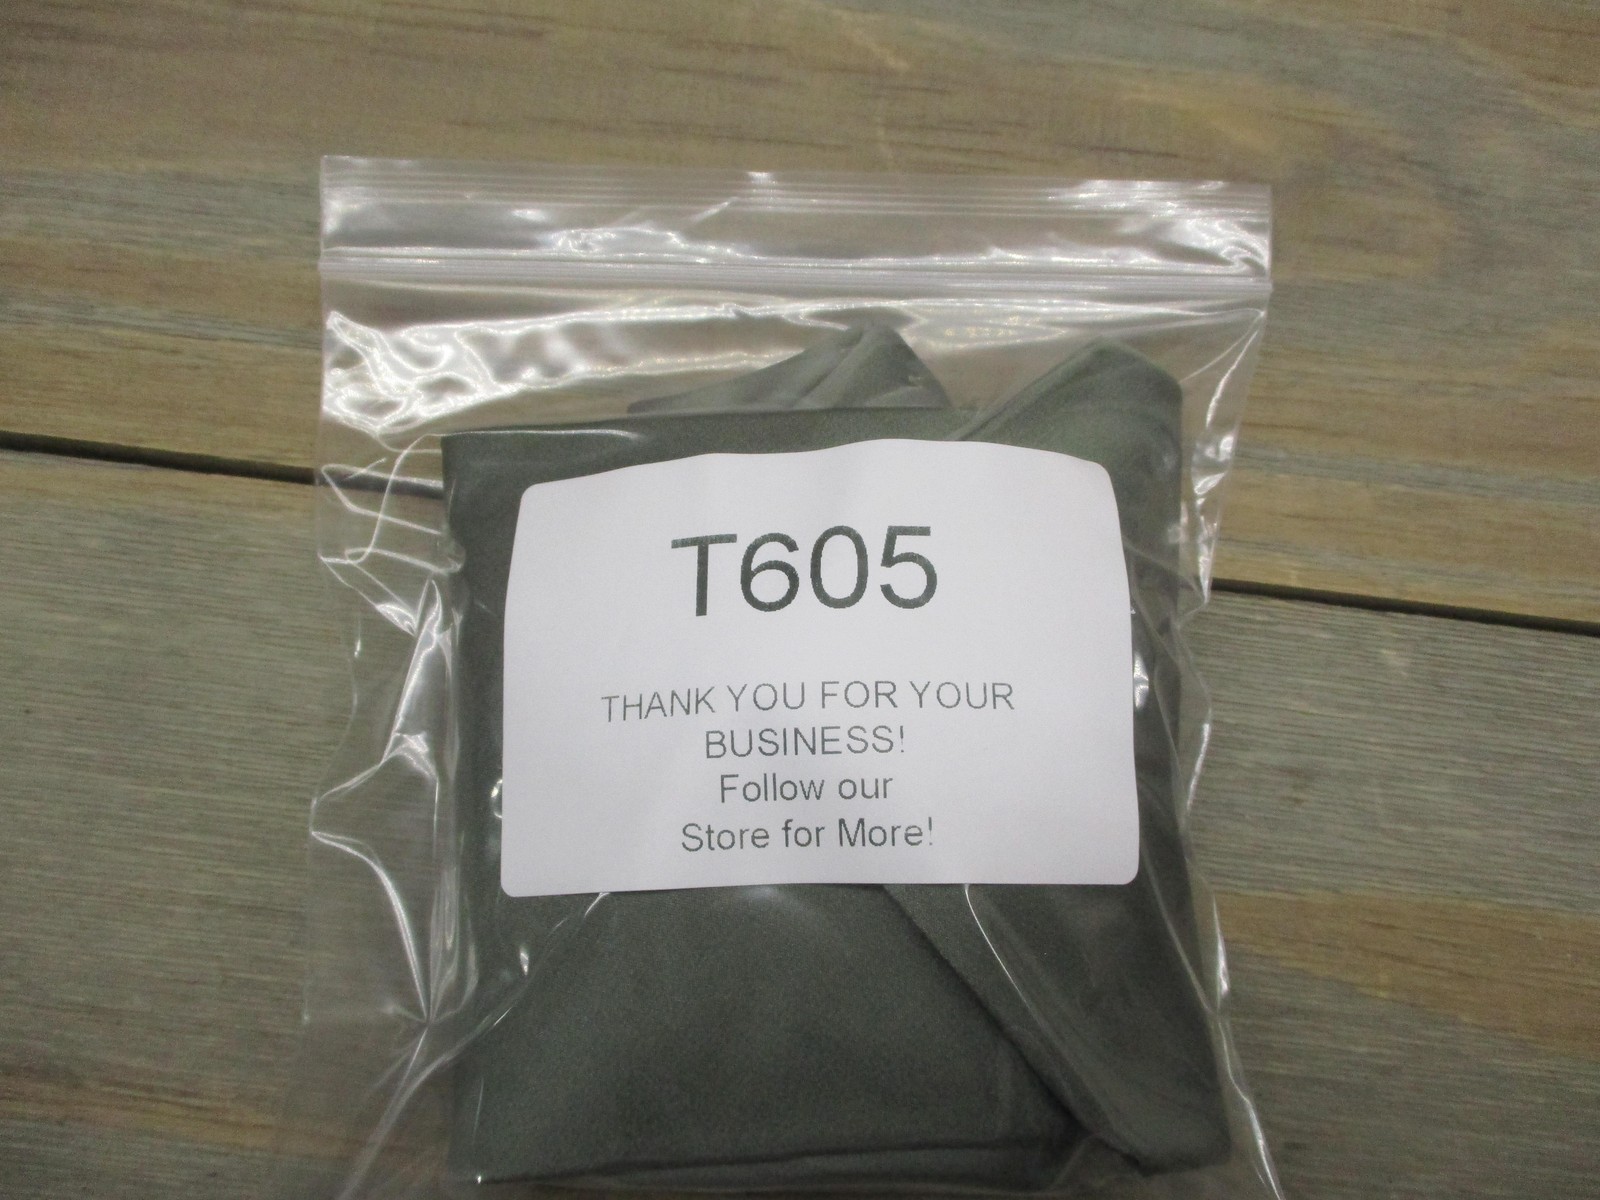 T605
THANK YOU FOR YOUR
BUSINESS!
Follow our
Store for More!